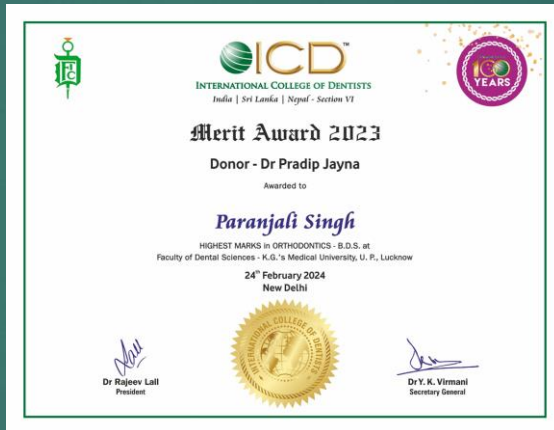 ICD™
INTERNATIONAL COLLEGE OF DENTISTS
India | Sri Lanka | Nepal - Section VI
100
YEARS
Merit Award 2023
Donor - Dr Pradip Jayna
Awarded to
Paranjali Singh
HIGHEST MARKS in ORTHODONTICS - B.D.S. at
Faculty of Dental Sciences - K.G.'s Medical University, U. P., Lucknow
24th February 2024
New Delhi
INTERNATIONAL COLLEGE OF DENTISTS
Dr Rajeev Lall
President
Dr Y. K. Virmani
Secretary General